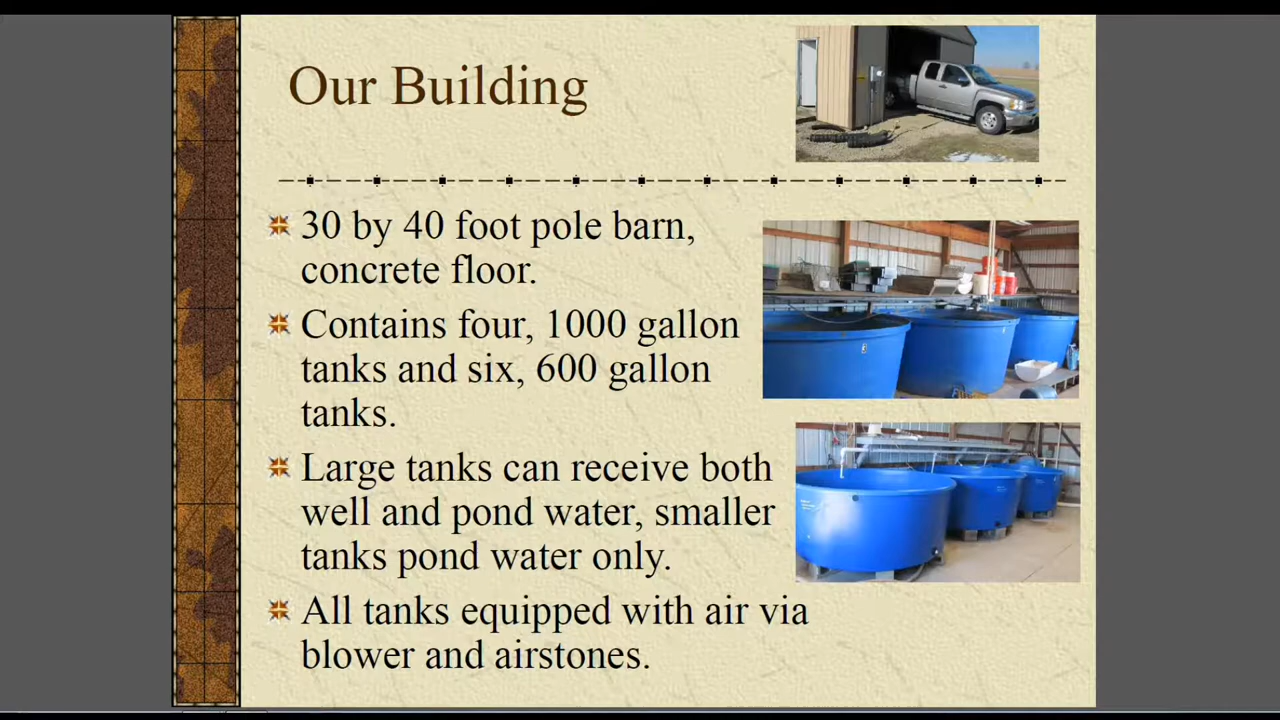 Our Building
30 by 40 foot pole barn,
concrete floor.
Contains four, 1000 gallon
tanks and six, 600 gallon
tanks.
Large tanks can receive both
well and pond water, smaller
tanks pond water only.
All tanks equipped with air via
blower and airstones.